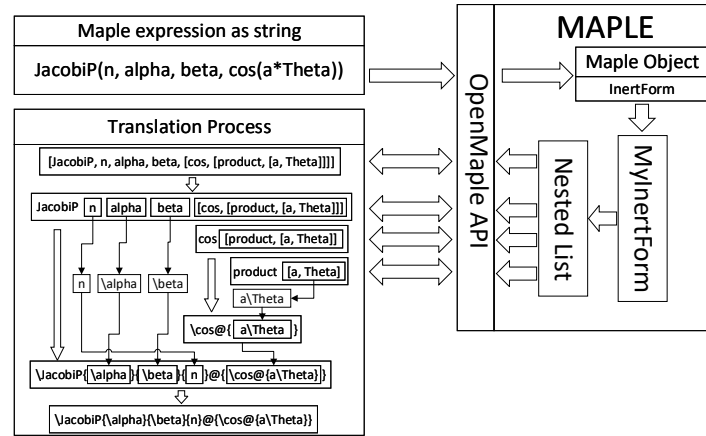 Maple expression as string
JacobiP(n, alpha, beta, cos(a*Theta))
Translation Process
[JacobiP, n, alpha, beta, [cos, [product, [a, Theta]]]]
JacobiP n alpha beta [cos, [product, [a, Theta]]]
cos [product, [a, Theta]]
product [a, Theta]
n \alpha \beta
a\Theta
\cos@{ a\Theta }
\JacobiP{\alpha}{\beta}{n}@{\cos@{a\Theta}}
\JacobiP{\alpha}{\beta}{n}@{\cos@{a\Theta}}
OpenMaple API
MAPLE
Maple Object
InertForm
MyInertForm
Nested List